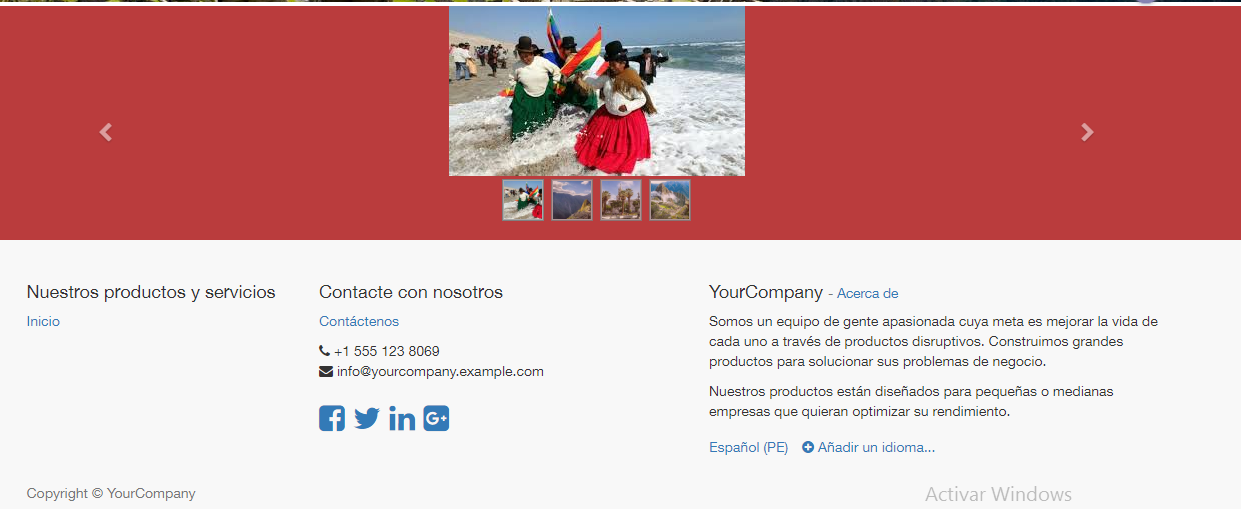 Nuestros productos y servicios
Inicio
Contacte con nosotros
Contáctenos
+1 555 123 8069
info@yourcompany.example.com
YourCompany - Acerca de
Somos un equipo de gente apasionada cuya meta es mejorar la vida de
cada uno a través de productos disruptivos. Construimos grandes
productos para solucionar sus problemas de negocio.
Nuestros productos están diseñados para pequeñas o medianas
empresas que quieran optimizar su rendimiento.
Español (PE) Añadir un idioma...
Copyright © YourCompany
Activar Windows